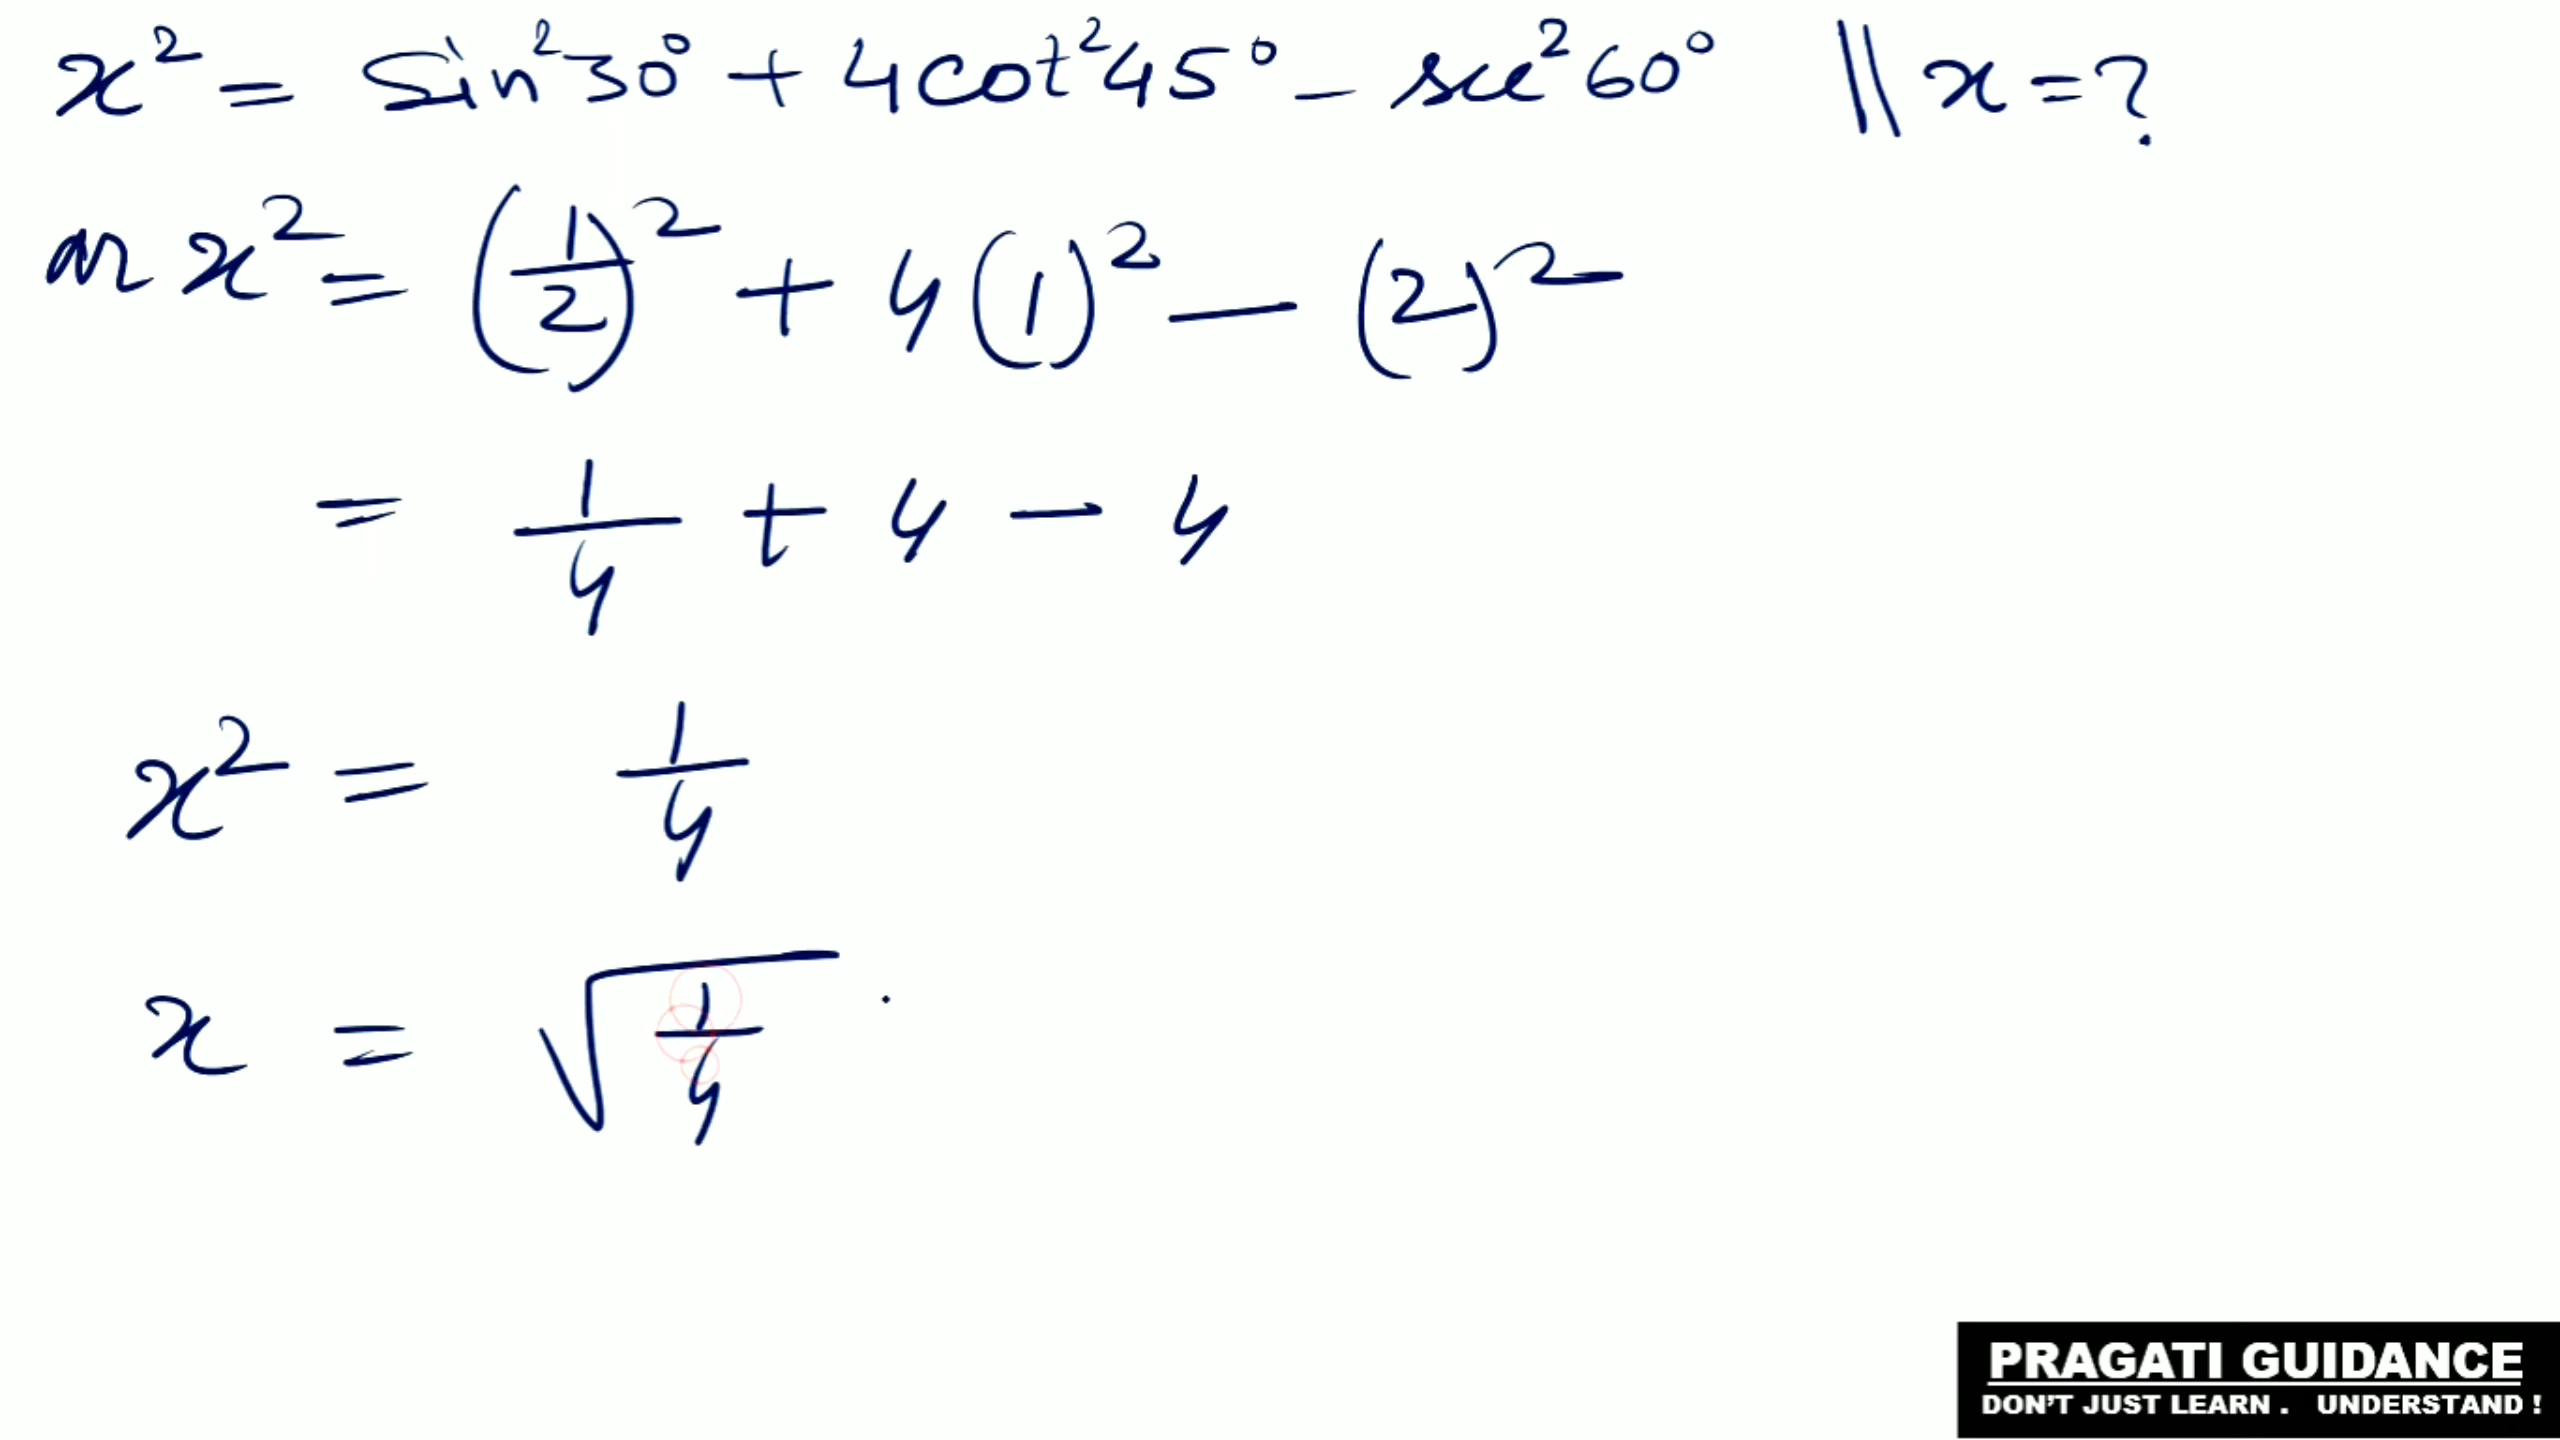 x² = Sin²30° + 4cot²45° - sec²60° || x = ?
or x² = (1/2)² + 4(1)² - (2)²
= 1/4 + 4 - 4
x² = 1/4
x = √(1/4)
PRAGATI GUIDANCE
DON'T JUST LEARN. UNDERSTAND!